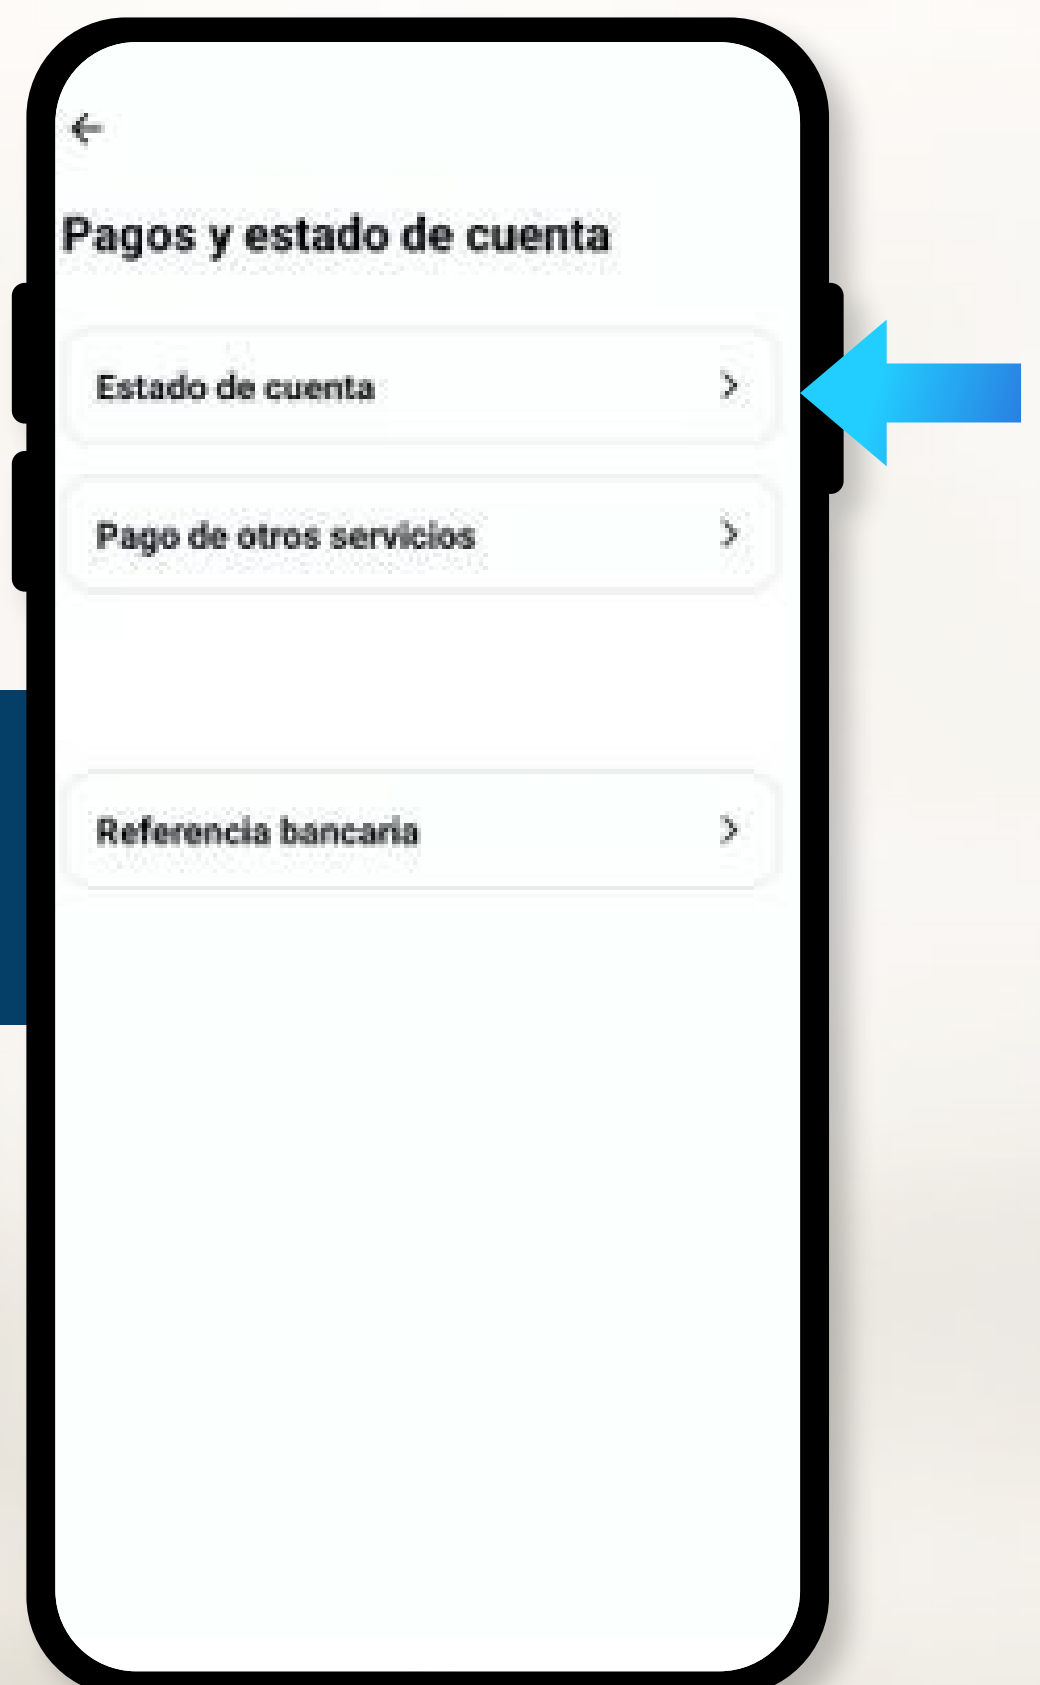 Pagos y estado de cuenta
Estado de cuenta
Pago de otros servicios
Referencia bancaria